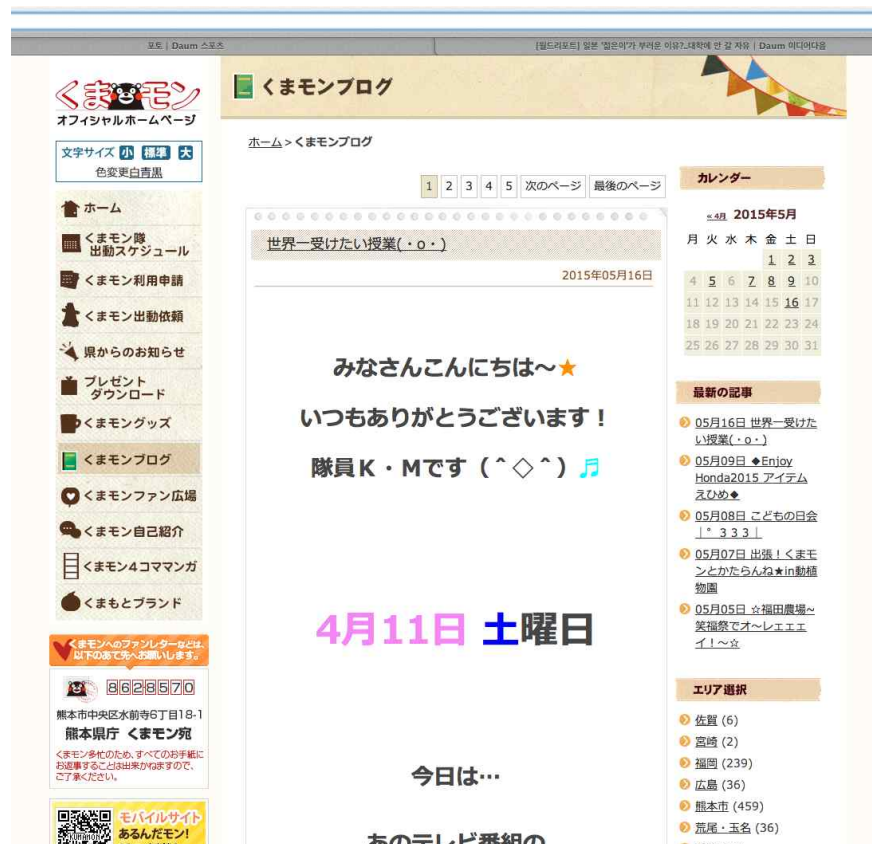 포토 | Daum 스포츠
[월드리포트] 일본 '젊은이'가 부러운 이유?..대학에 안 갈 자유 | Daum 미디어다음
くまモン
オフィシャルホームページ
文字サイズ 小 標準 大
色変更白青黒
ホーム
くまモン隊
出動スケジュール
くまモン利用申請
くまモン出動依頼
県からのお知らせ
プレゼント
ダウンロード
くまモングッズ
くまモンブログ
くまモンファン広場
くまモン自己紹介
くまモン4コママンガ
くまもとブランド
くまモンへのファンレターなどは、
以下のあて先へお願いします。
8628570
熊本市中央区水前寺6丁目18-1
熊本県庁 くまモン宛
くまモン多忙のため、すべてのお手紙に
お返事することは出来かねますので、
ご了承ください。
モバイルサイト
あるんだモン!
くまモンブログ
ホーム > くまモンブログ
1 2 3 4 5 次のページ 最後のページ
世界一受けたい授業(・o・)
2015年05月16日
みなさんこんにちは～★
いつもありがとうございます！
隊員K・Mです（＾◇＾）♬
4月11日 土曜日
今日は…
あのテレビ番組の
カレンダー
«4月 2015年5月
月 火 水 木 金 土 日
1 2 3
4 5 6 7 8 9 10
11 12 13 14 15 16 17
18 19 20 21 22 23 24
25 26 27 28 29 30 31
最新の記事
05月16日 世界一受けた
い授業(・o・)
05月09日 ◆Enjoy
Honda2015 アイテム
えひめ◆
05月08日 こどもの日会
｜°３３３｜
05月07日 出張！くまモ
ンとかたらんね★in動植
物園
05月05日 ☆福田農場~
笑福祭でオ～レェェエ
イ！～☆
エリア選択
佐賀 (6)
宮崎 (2)
福岡 (239)
広島 (36)
熊本市 (459)
荒尾・玉名 (36)